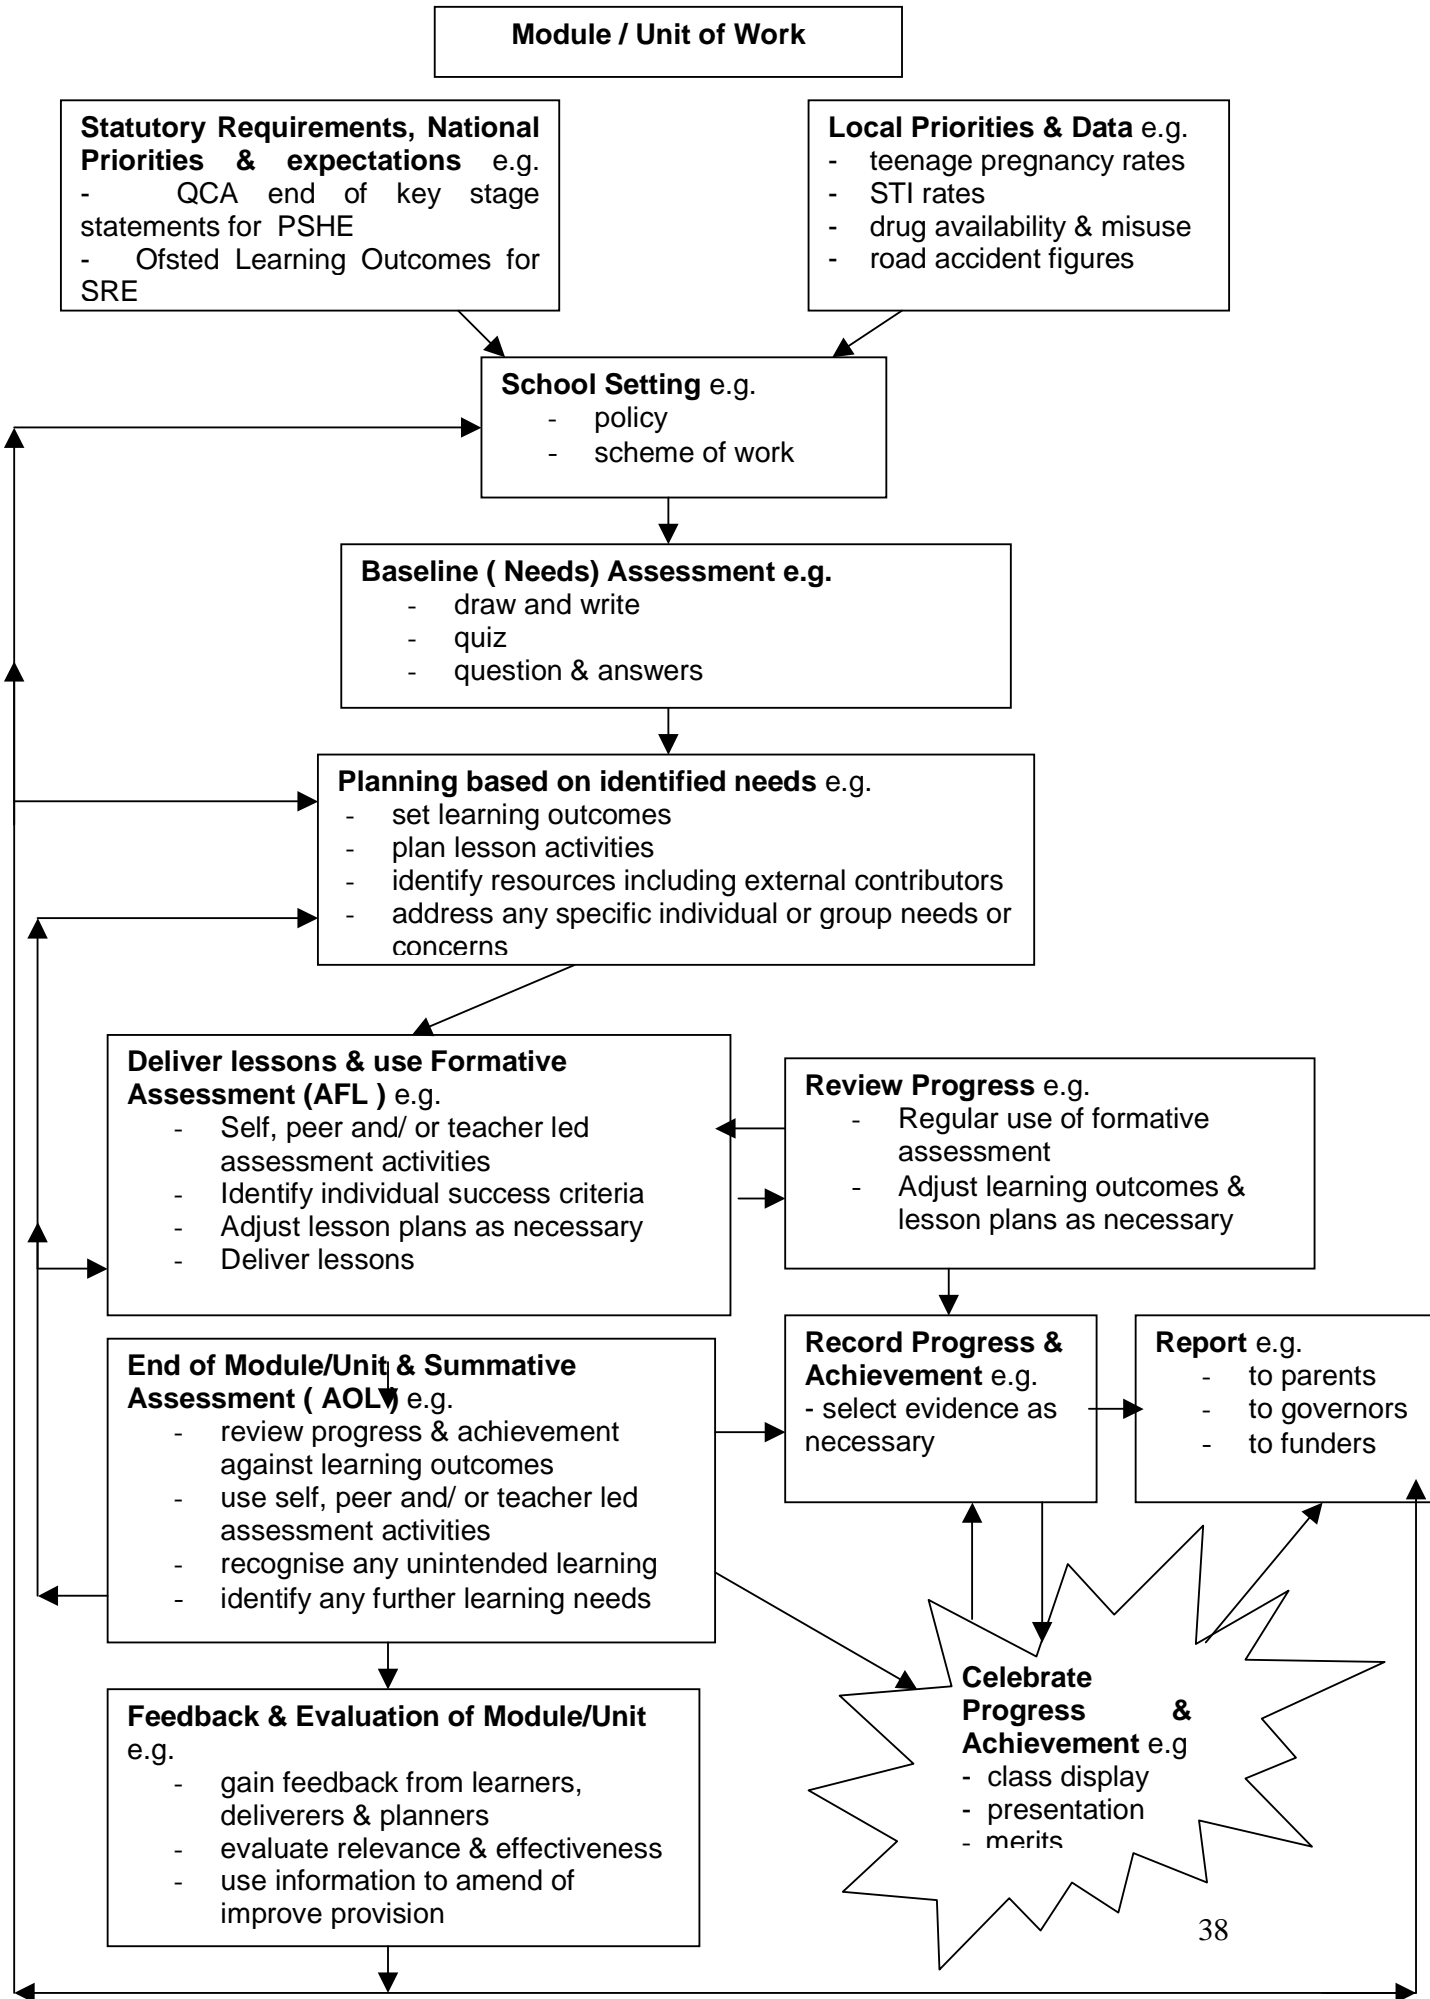 Module / Unit of Work
Statutory Requirements, National
Priorities & expectations e.g.
- QCA end of key stage
statements for PSHE
- Ofsted Learning Outcomes for
SRE
Local Priorities & Data e.g.
- teenage pregnancy rates
- STI rates
- drug availability & misuse
- road accident figures
School Setting e.g.
- policy
- scheme of work
Baseline ( Needs) Assessment e.g.
- draw and write
- quiz
- question & answers
Planning based on identified needs e.g.
- set learning outcomes
- plan lesson activities
- identify resources including external contributors
- address any specific individual or group needs or
concerns
Deliver lessons & use Formative
Assessment (AFL ) e.g.
- Self, peer and/ or teacher led
assessment activities
- Identify individual success criteria
- Adjust lesson plans as necessary
- Deliver lessons
Review Progress e.g.
- Regular use of formative
assessment
- Adjust learning outcomes &
lesson plans as necessary
End of Module/Unit & Summative
Assessment ( AOL ) e.g.
- review progress & achievement
against learning outcomes
- use self, peer and/ or teacher led
assessment activities
- recognise any unintended learning
- identify any further learning needs
Record Progress &
Achievement e.g.
- select evidence as
necessary
Report e.g.
- to parents
- to governors
- to funders
Feedback & Evaluation of Module/Unit
e.g.
- gain feedback from learners,
deliverers & planners
- evaluate relevance & effectiveness
- use information to amend of
improve provision
Celebrate
Progress &
Achievement e.g
- class display
- presentation
- merits
38